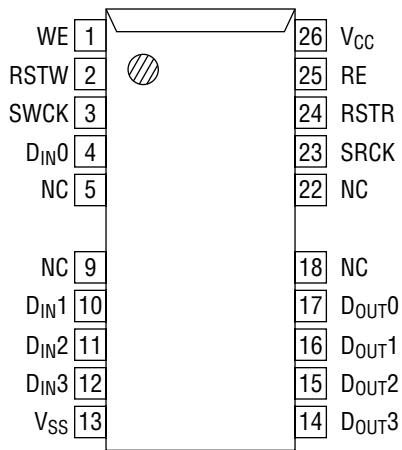 WE 1 26 VCC
RSTW 2 25 RE
SWCK 3 24 RSTR
DIN0 4 23 SRCK
NC 5 22 NC
NC 9 18 NC
DIN1 10 17 DOUT0
DIN2 11 16 DOUT1
DIN3 12 15 DOUT2
VSS 13 14 DOUT3